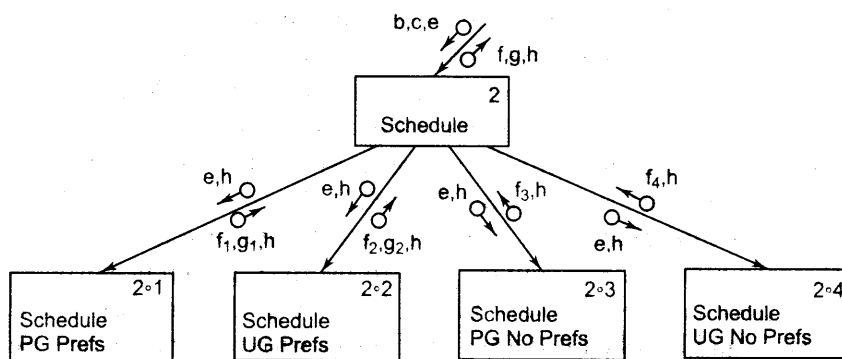 b,c,e
f,g,h
2
Schedule
e,h
f₁,g₁,h
e,h
f₂,g₂,h
e,h
f₃,h
f₄,h
e,h
2∘1
Schedule
PG Prefs
2∘2
Schedule
UG Prefs
2∘3
Schedule
PG No Prefs
2∘4
Schedule
UG No Prefs